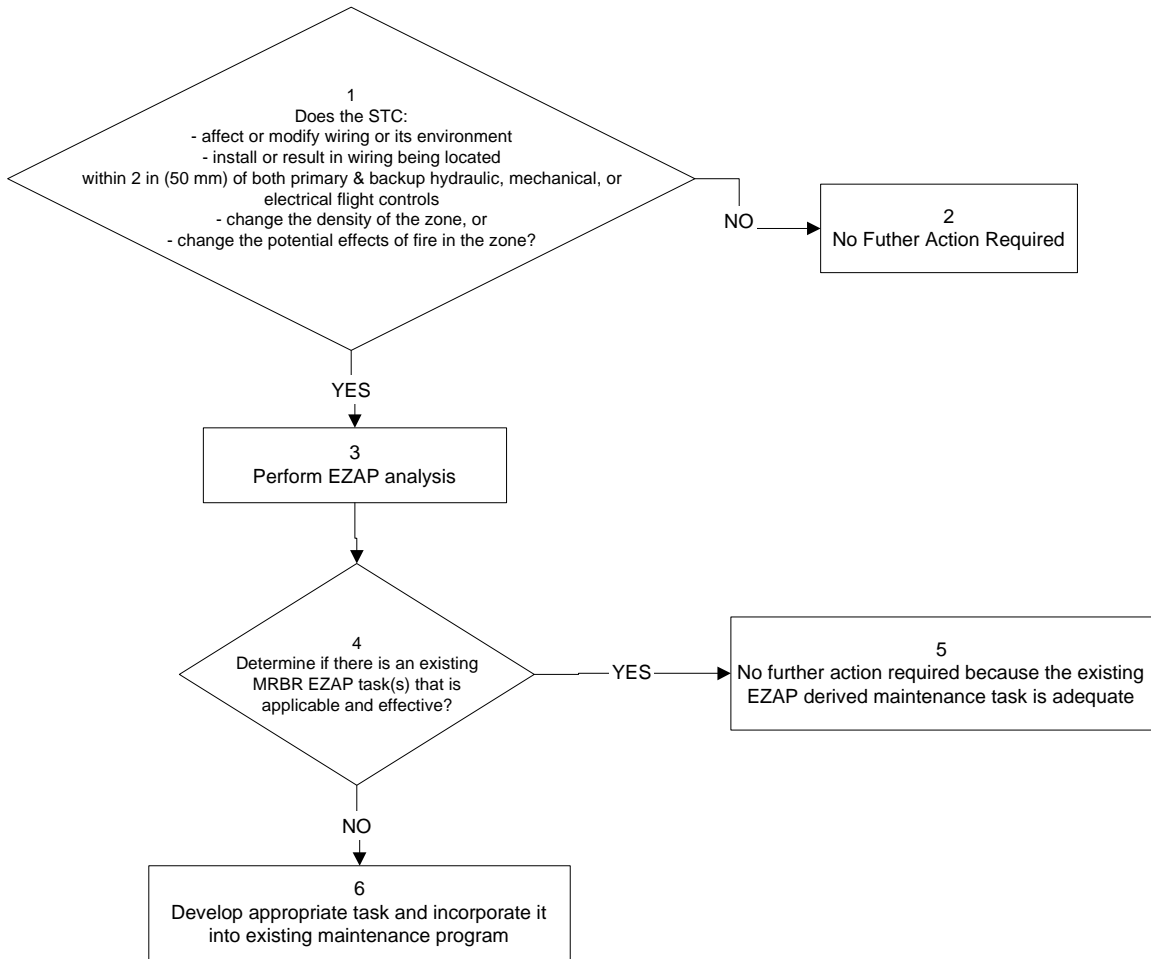 1
Does the STC:
- affect or modify wiring or its environment
- install or result in wiring being located
within 2 in (50 mm) of both primary & backup hydraulic, mechanical, or
electrical flight controls
- change the density of the zone, or
- change the potential effects of fire in the zone?
NO
2
No Futher Action Required
YES
3
Perform EZAP analysis
4
Determine if there is an existing
MRBR EZAP task(s) that is
applicable and effective?
YES
5
No further action required because the existing
EZAP derived maintenance task is adequate
NO
6
Develop appropriate task and incorporate it
into existing maintenance program